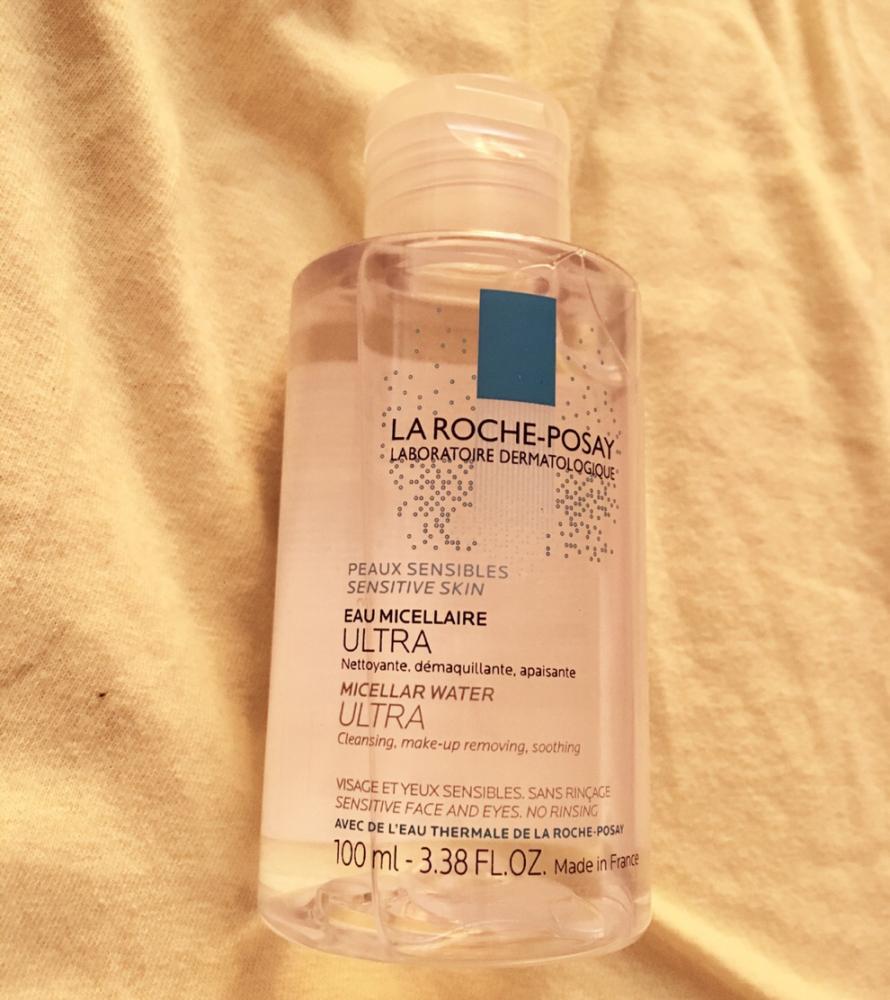 LA ROCHE-POSAY
LABORATOIRE DERMATOLOGIQUE
PEAUX SENSIBLES
SENSITIVE SKIN
EAU MICELLAIRE
ULTRA
Nettoyante, démaquillante, apaisante
MICELLAR WATER
ULTRA
Cleansing, make-up removing, soothing
VISAGE ET YEUX SENSIBLES. SANS RINÇAGE
SENSITIVE FACE AND EYES. NO RINSING
AVEC DE L'EAU THERMALE DE LA ROCHE-POSAY
100 ml - 3.38 FL.OZ. Made in France